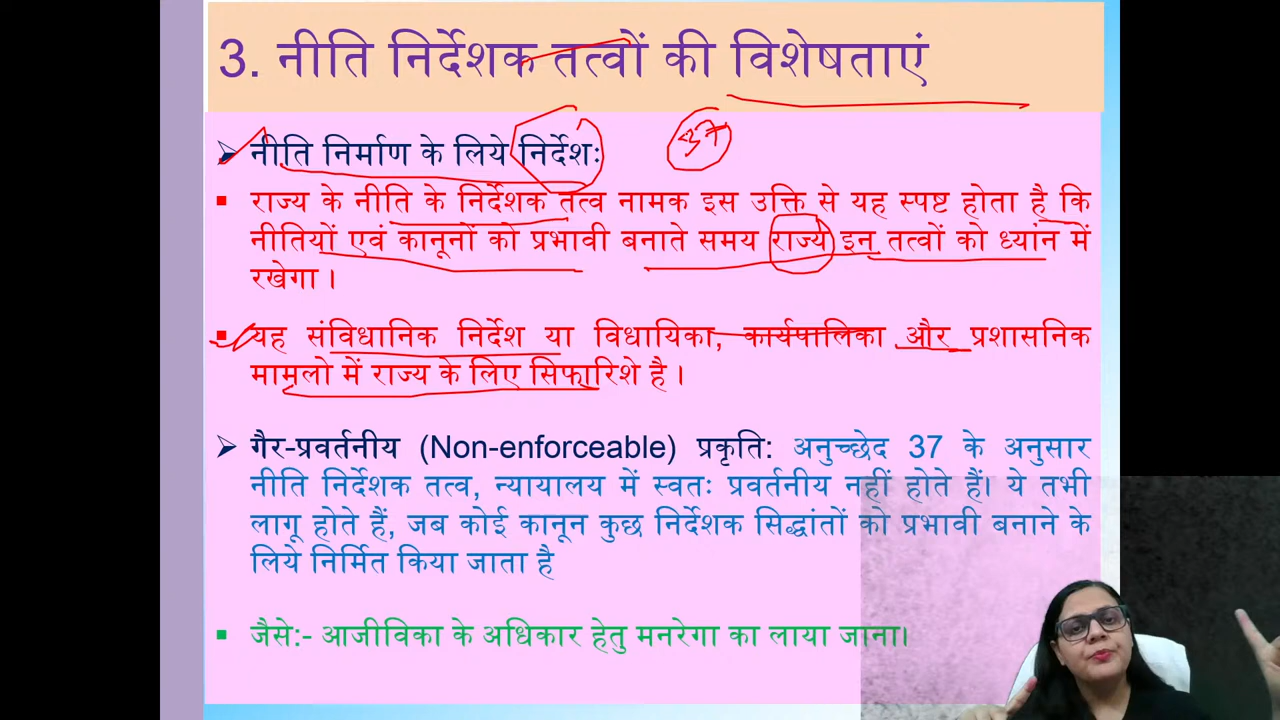 3. नीति निर्देशक तत्वों की विशेषताएं
नीति निर्माण के लिये निर्देशः
37
राज्य के नीति के निर्देशक तत्व नामक इस उक्ति से यह स्पष्ट होता है कि
नीतियों एवं कानूनों को प्रभावी बनाते समय राज्य इन तत्वों को ध्यान में
रखेगा।
यह संविधानिक निर्देश या विधायिका, कार्यपालिका और प्रशासनिक
मामलो में राज्य के लिए सिफारिशे है।
गैर-प्रवर्तनीय (Non-enforceable) प्रकृति: अनुच्छेद 37 के अनुसार
नीति निर्देशक तत्व, न्यायालय में स्वतः प्रवर्तनीय नहीं होते हैं। ये तभी
लागू होते हैं, जब कोई कानून कुछ निर्देशक सिद्धांतों को प्रभावी बनाने के
लिये निर्मित किया जाता है
जैसे:- आजीविका के अधिकार हेतु मनरेगा का लाया जाना।